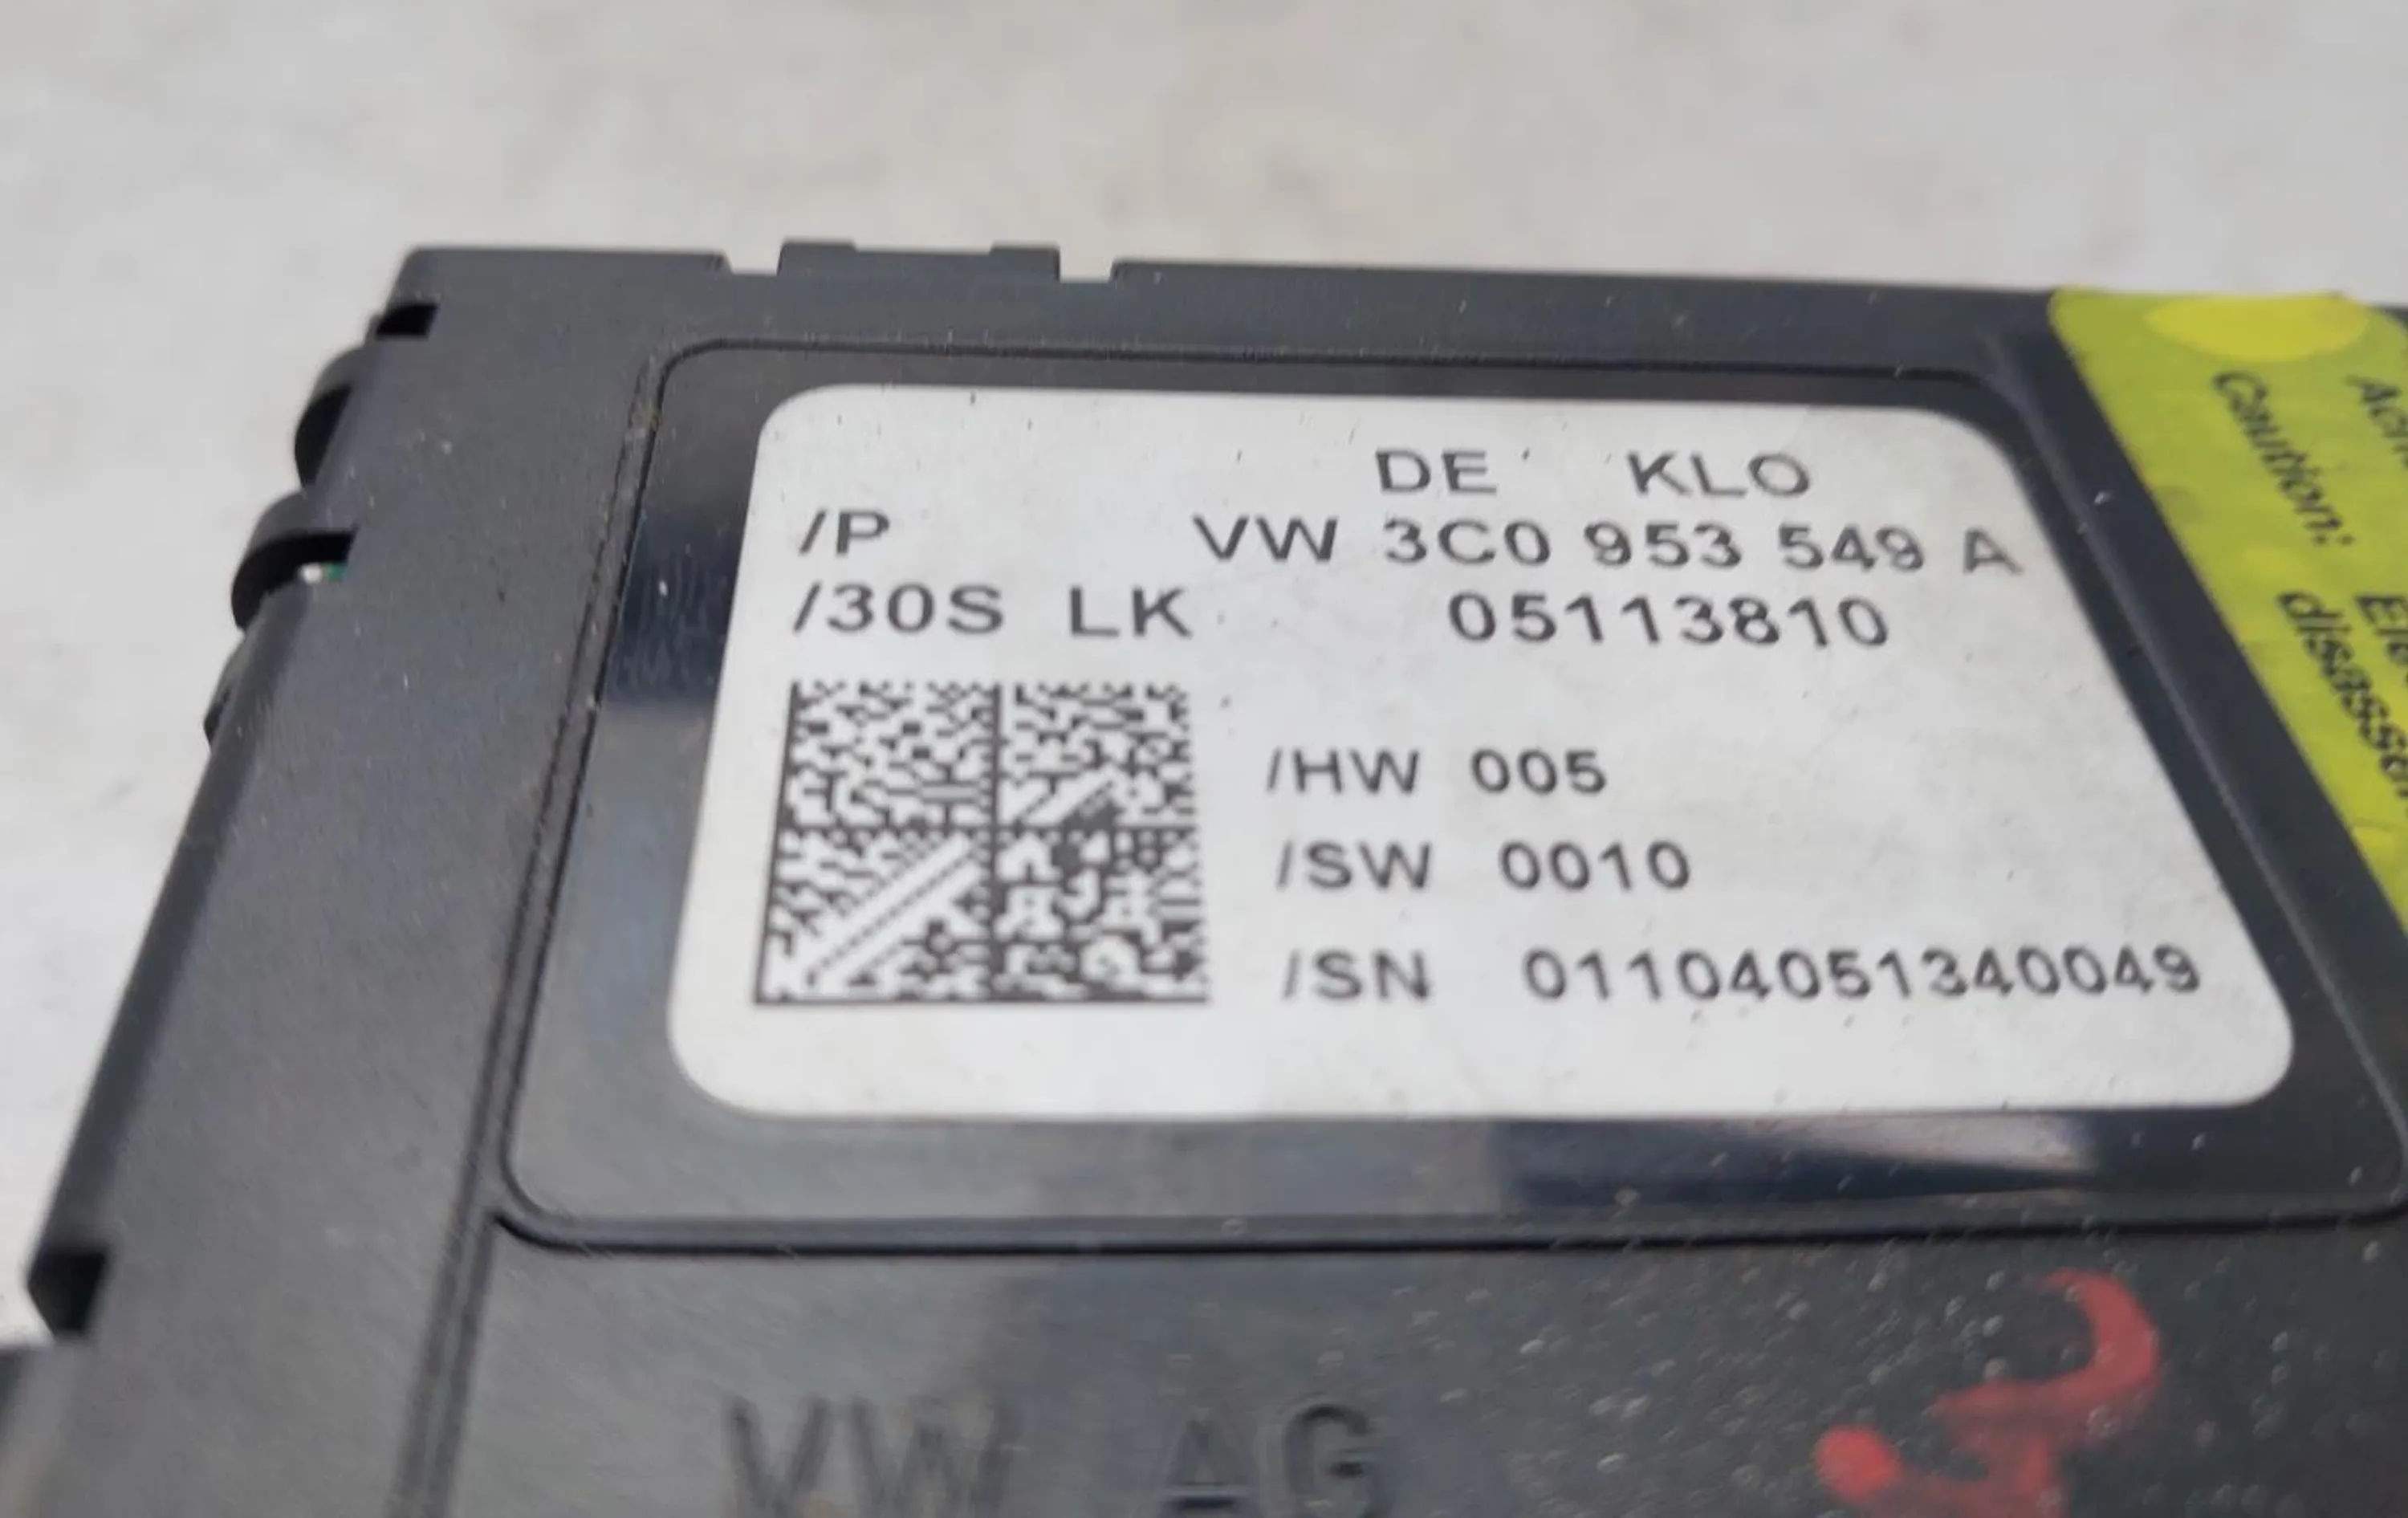 DE KLO
/P VW 3C0 953 549 A
/30S LK 05113810
/HW 005
/SW 0010
/SN 01104051340049
Caution:
VW AG